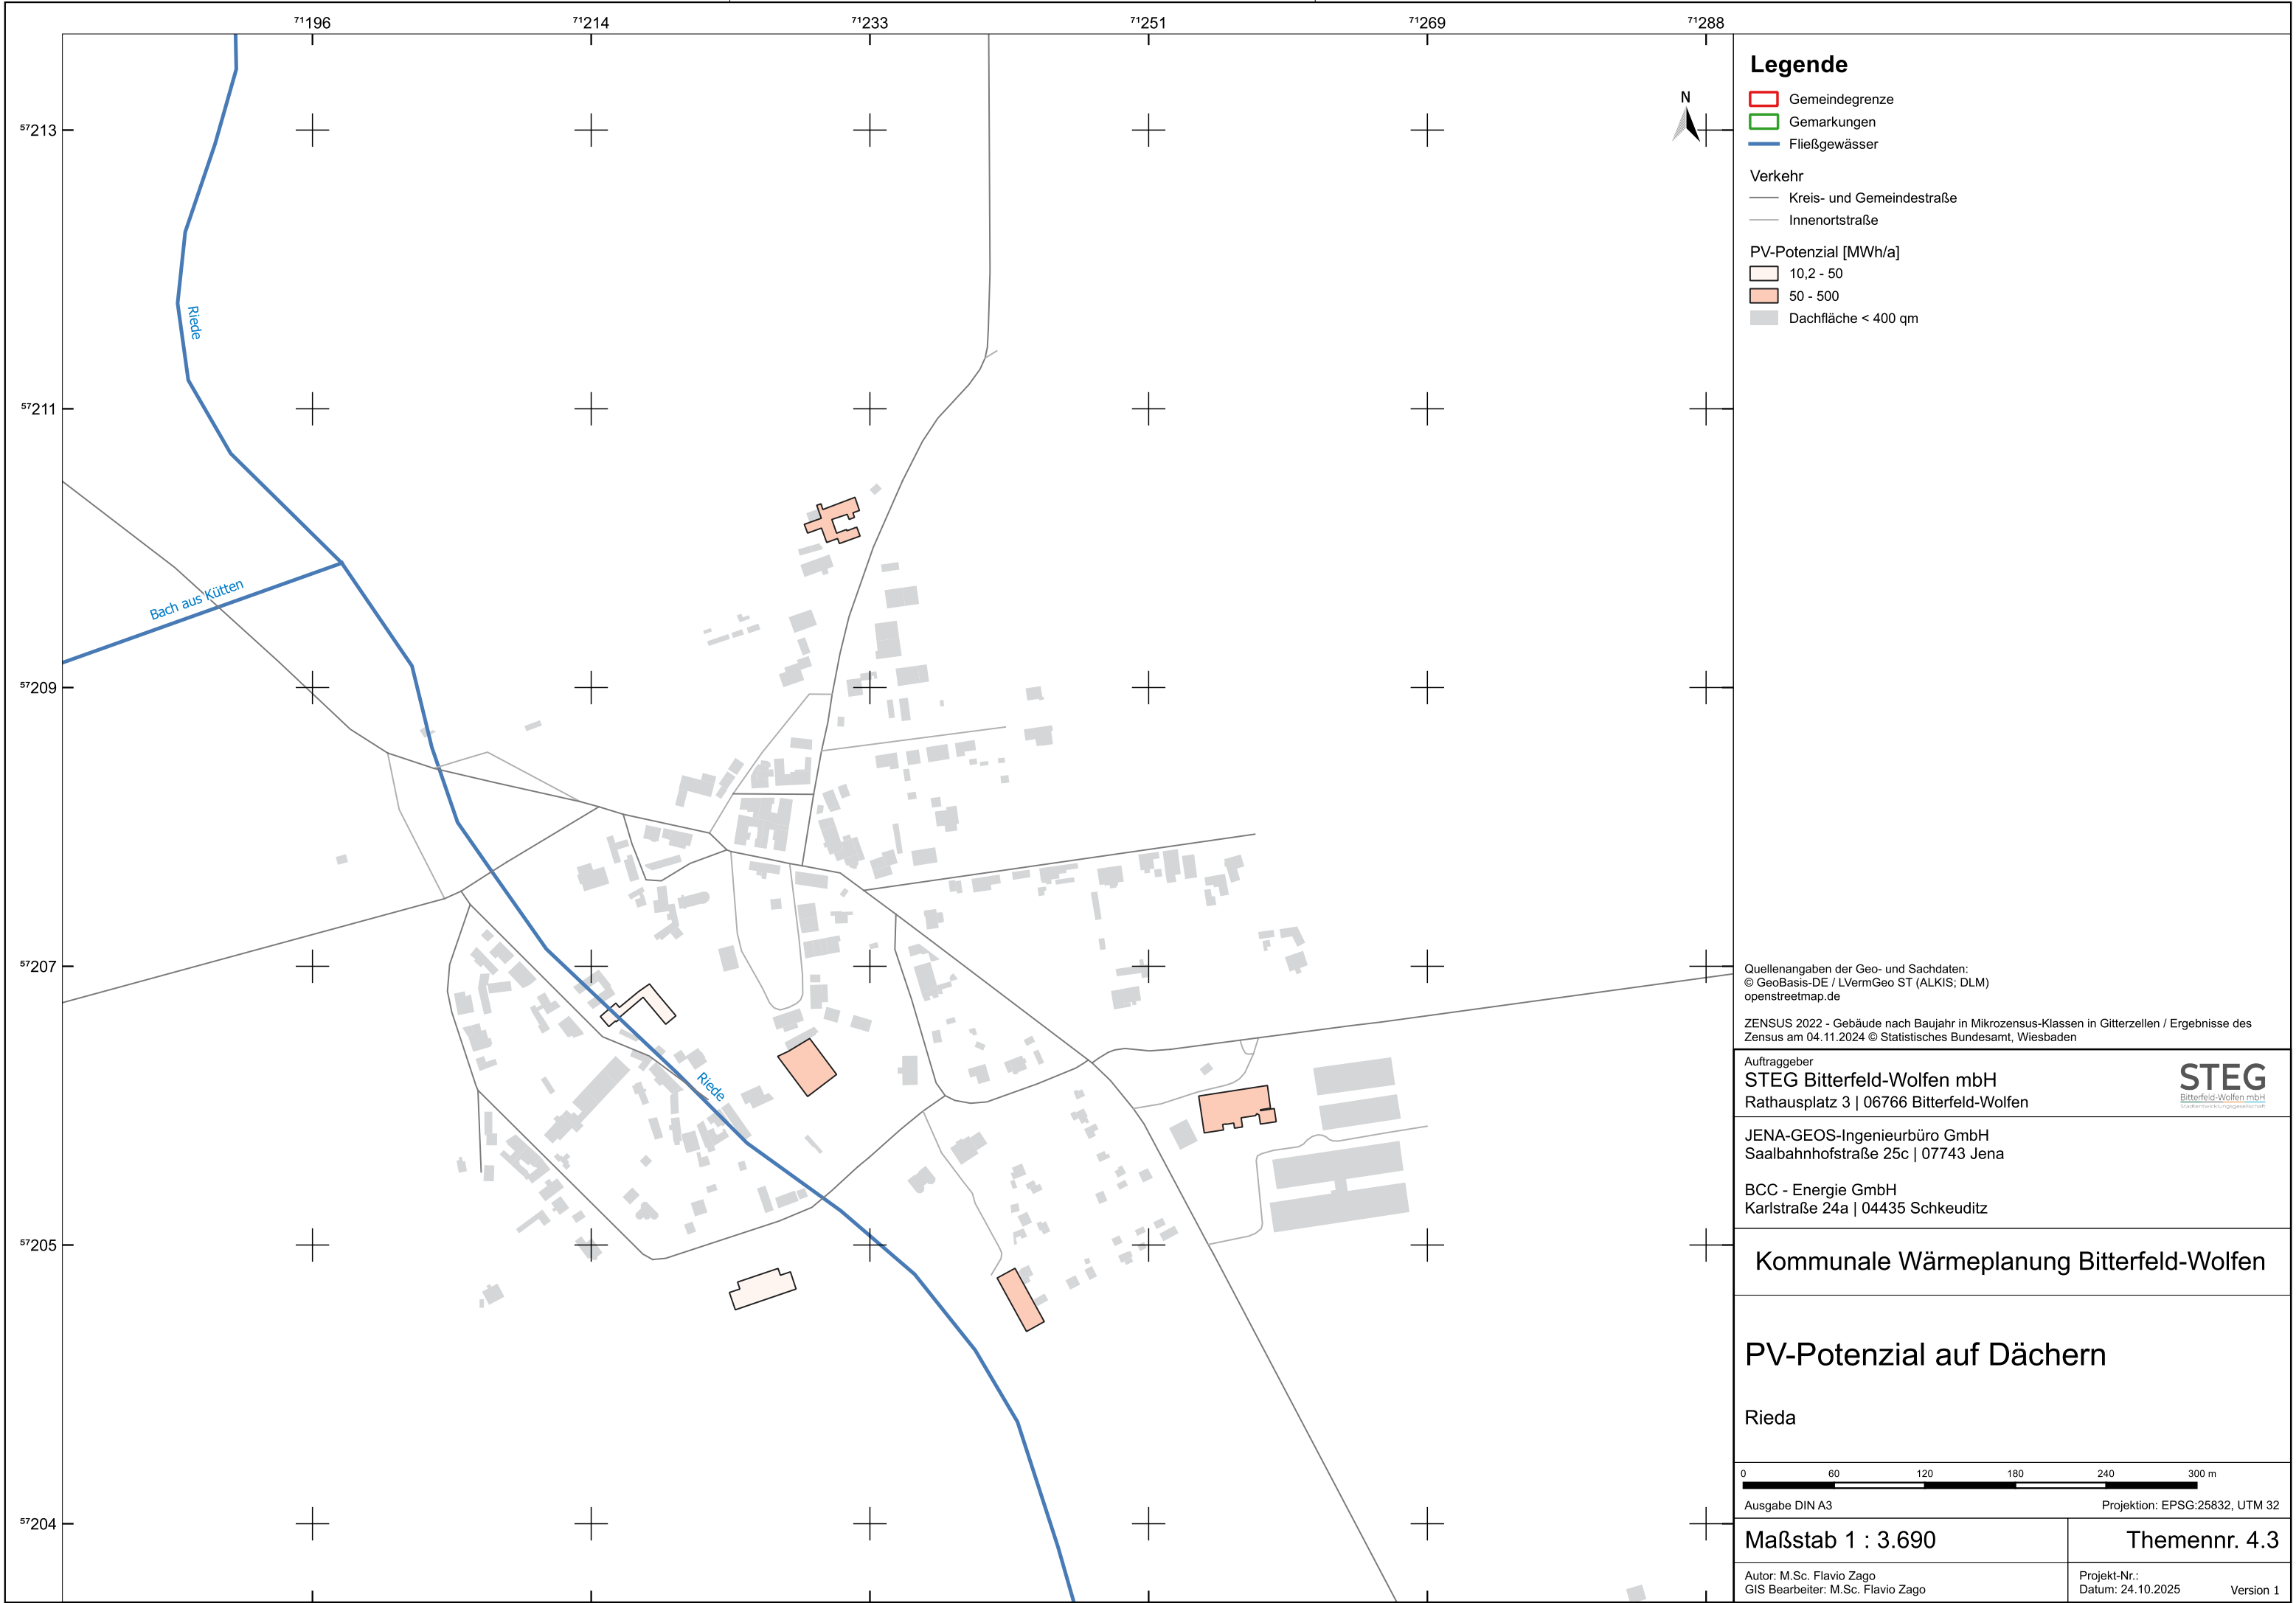 71196 71214 71233 71251 71269 71288
57213
57211
57209
57207
57205
57204
Riede
Bach aus Kütten
Riede
N
Legende
Gemeindegrenze
Gemarkungen
Fließgewässer
Verkehr
Kreis- und Gemeindestraße
Innenortstraße
PV-Potenzial [MWh/a]
10,2 - 50
50 - 500
Dachfläche < 400 qm
Quellenangaben der Geo- und Sachdaten:
© GeoBasis-DE / LVermGeo ST (ALKIS; DLM)
openstreetmap.de
ZENSUS 2022 - Gebäude nach Baujahr in Mikrozensus-Klassen in Gitterzellen / Ergebnisse des
Zensus am 04.11.2024 © Statistisches Bundesamt, Wiesbaden
Auftraggeber
STEG Bitterfeld-Wolfen mbH
Rathausplatz 3 | 06766 Bitterfeld-Wolfen
STEG
Bitterfeld-Wolfen mbH
Stadtentwicklungsgesellschaft
JENA-GEOS-Ingenieurbüro GmbH
Saalbahnhofstraße 25c | 07743 Jena
BCC - Energie GmbH
Karlstraße 24a | 04435 Schkeuditz
Kommunale Wärmeplanung Bitterfeld-Wolfen
PV-Potenzial auf Dächern
Rieda
0 60 120 180 240 300 m
Ausgabe DIN A3 Projektion: EPSG:25832, UTM 32
Maßstab 1 : 3.690 Themennr. 4.3
Autor: M.Sc. Flavio Zago
GIS Bearbeiter: M.Sc. Flavio Zago
Projekt-Nr.:
Datum: 24.10.2025 Version 1